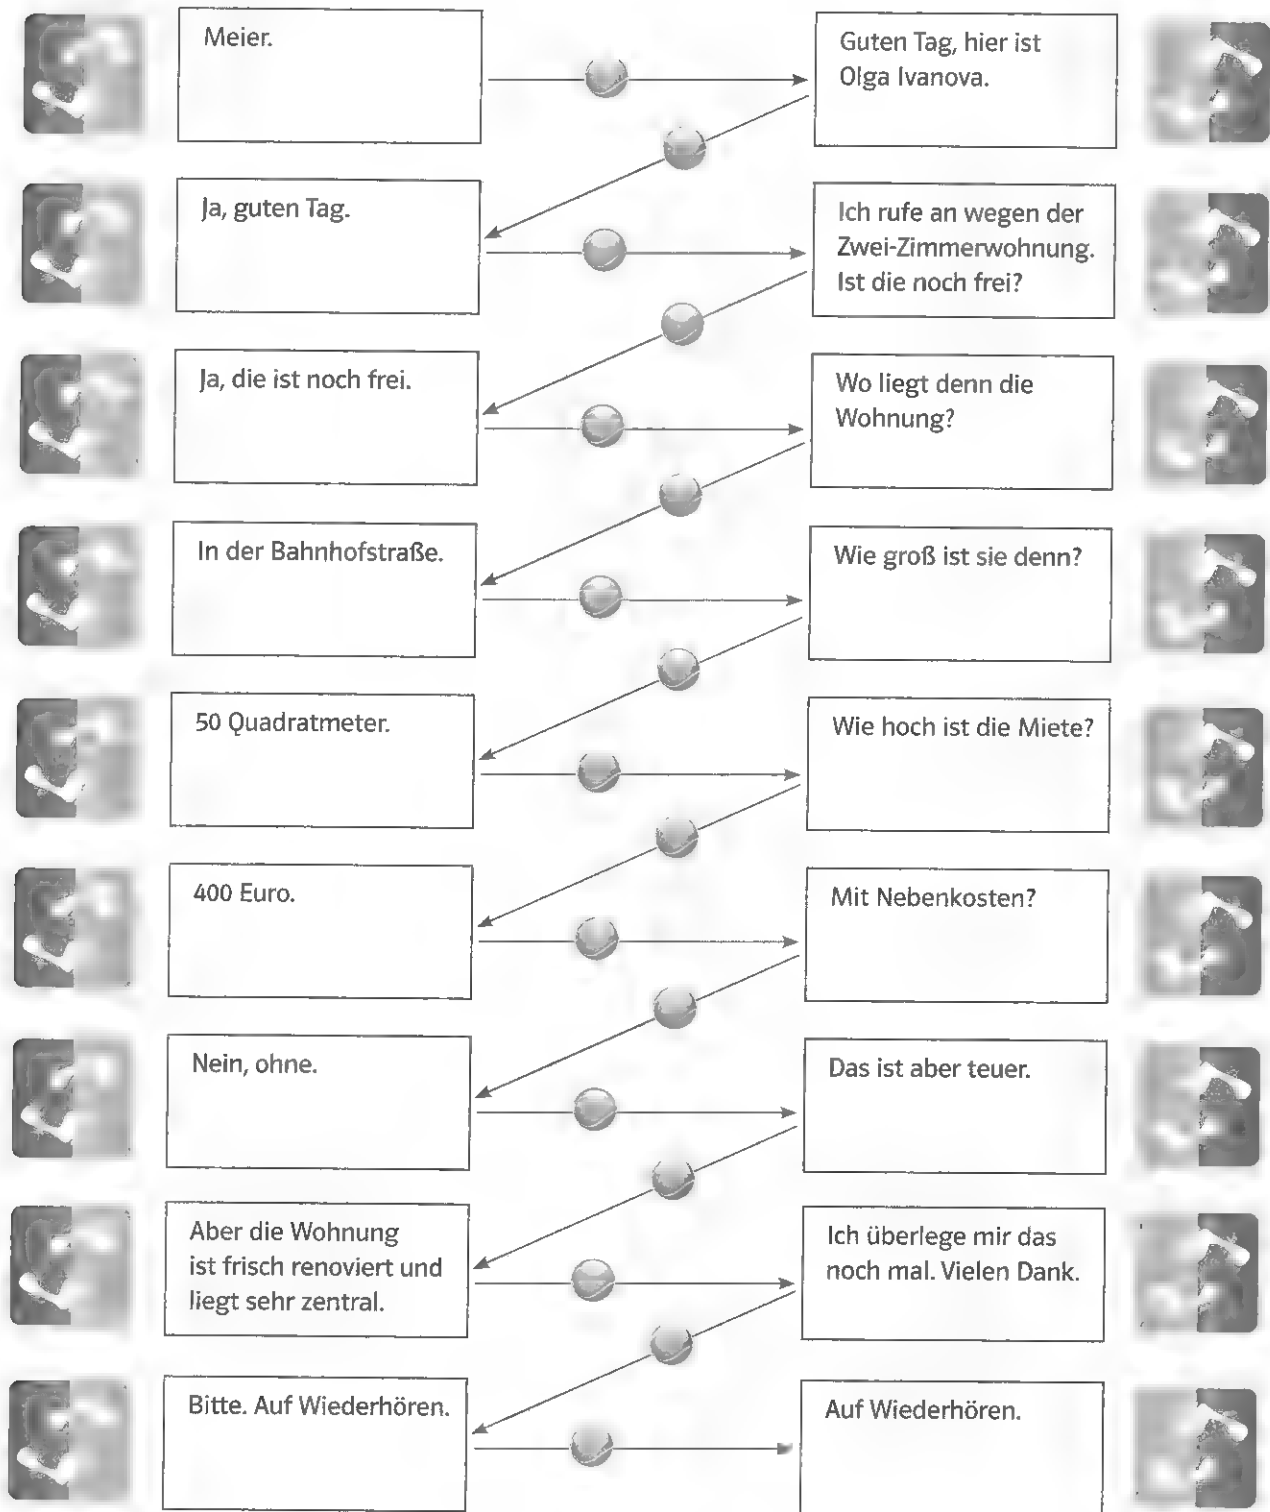 Meier.
Guten Tag, hier ist
Olga Ivanova.
Ja, guten Tag.
Ich rufe an wegen der
Zwei-Zimmerwohnung.
Ist die noch frei?
Ja, die ist noch frei.
Wo liegt denn die
Wohnung?
In der Bahnhofstraße.
Wie groß ist sie denn?
50 Quadratmeter.
Wie hoch ist die Miete?
400 Euro.
Mit Nebenkosten?
Nein, ohne.
Das ist aber teuer.
Aber die Wohnung
ist frisch renoviert und
liegt sehr zentral.
Ich überlege mir das
noch mal. Vielen Dank.
Bitte. Auf Wiederhören.
Auf Wiederhören.